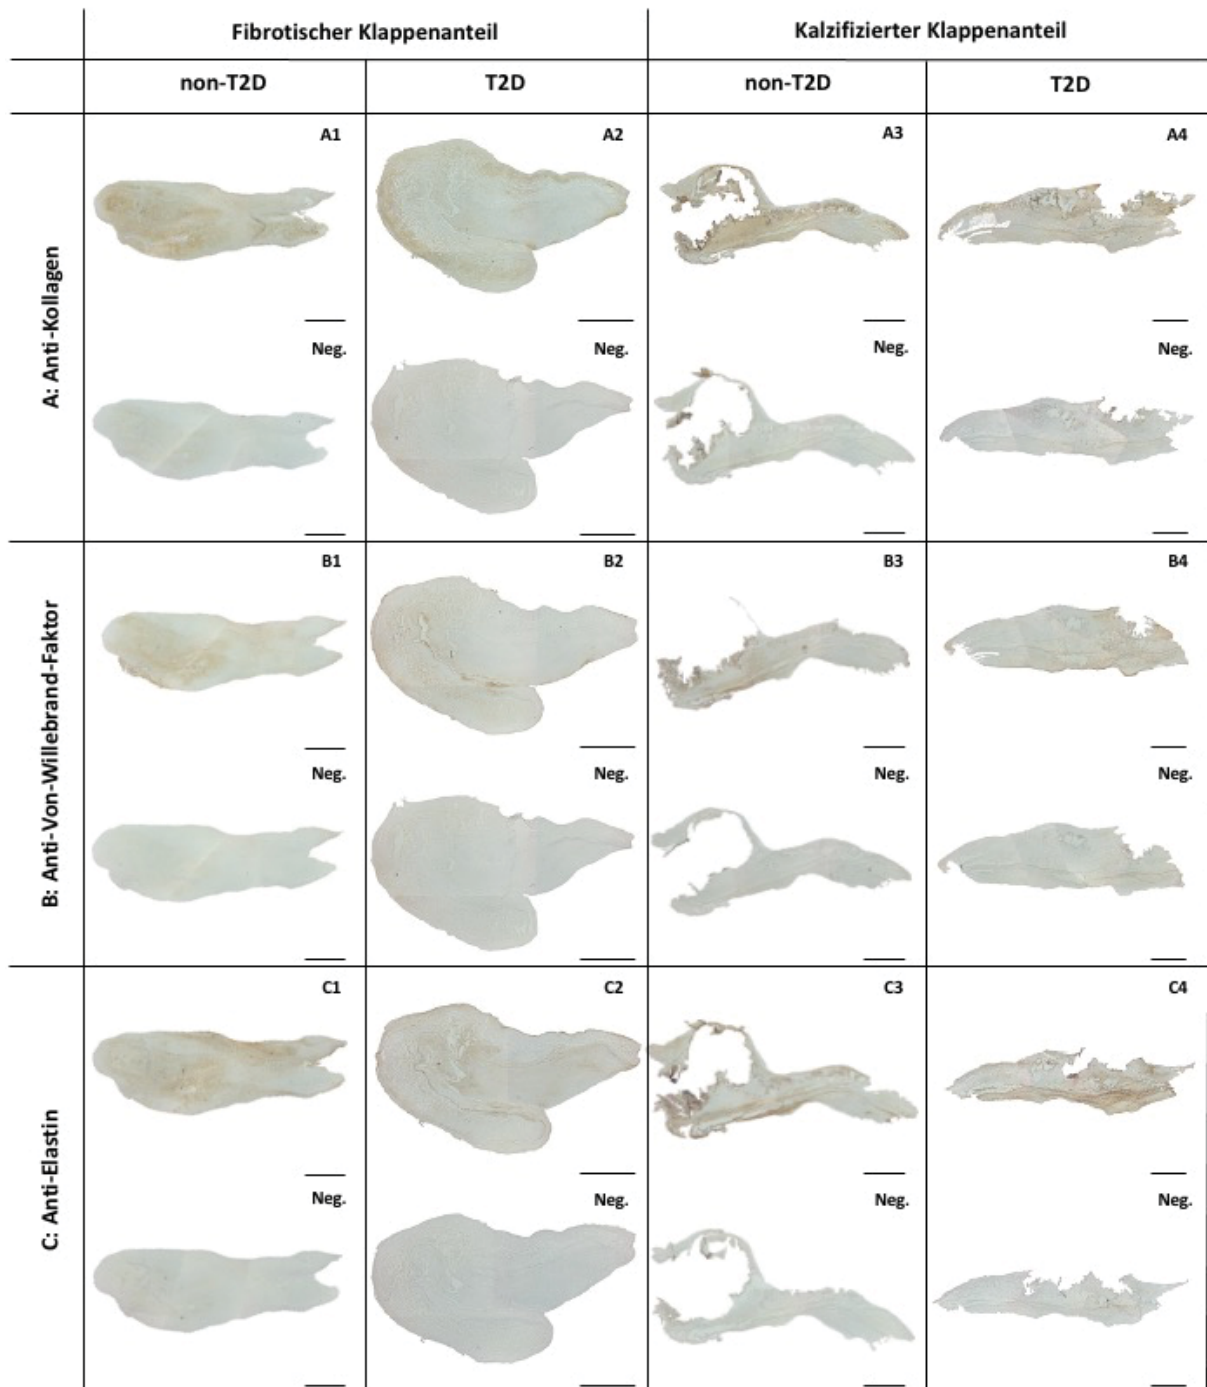 Fibrotischer Klappenanteil
Kalzifizierter Klappenanteil
non-T2D
T2D
non-T2D
T2D
A: Anti-Kollagen
A1
A2
A3
A4
Neg.
Neg.
Neg.
Neg.
B: Anti-Von-Willebrand-Faktor
B1
B2
B3
B4
Neg.
Neg.
Neg.
Neg.
C: Anti-Elastin
C1
C2
C3
C4
Neg.
Neg.
Neg.
Neg.